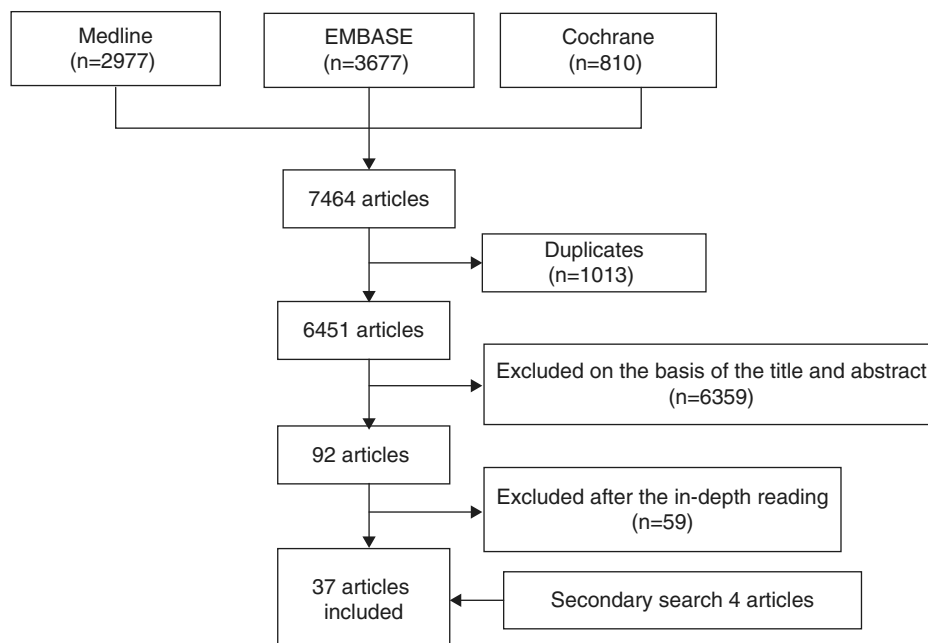 Medline
(n=2977)
EMBASE
(n=3677)
Cochrane
(n=810)
7464 articles
Duplicates
(n=1013)
6451 articles
Excluded on the basis of the title and abstract
(n=6359)
92 articles
Excluded after the in-depth reading
(n=59)
37 articles
included
Secondary search 4 articles